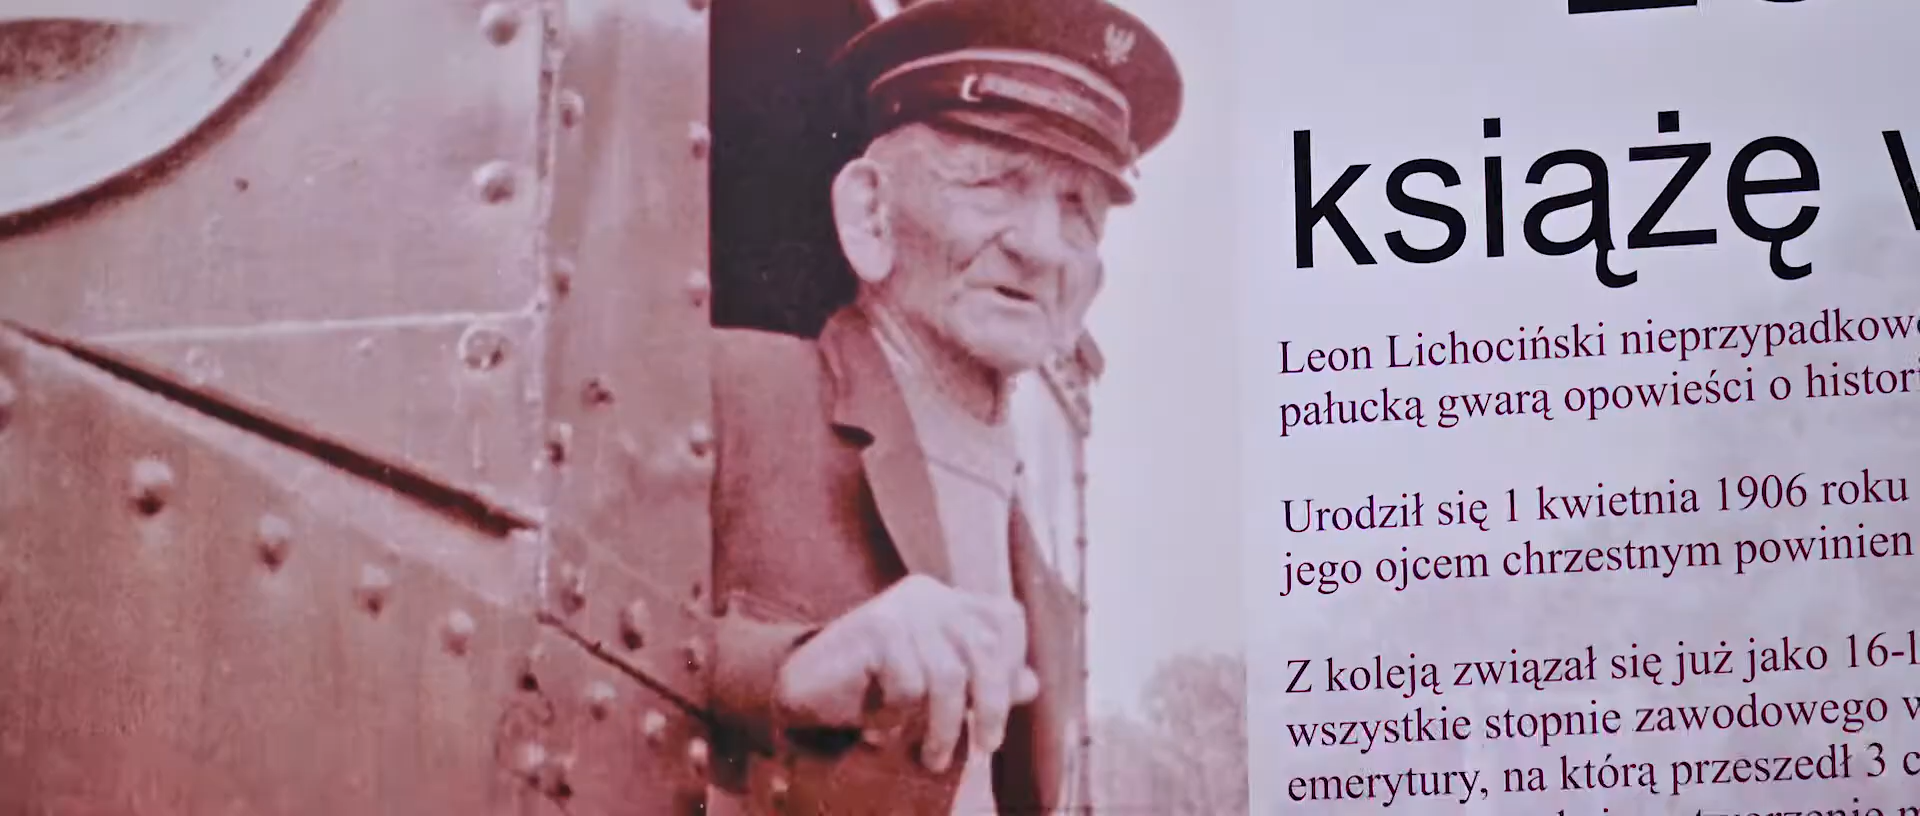 książę
Leon Lichociński nieprzypadkowo
pałucką gwarą opowieści o histor
Urodził się 1 kwietnia 1906 roku
jego ojcem chrzestnym powinien
Z koleją związał się już jako 16-l
wszystkie stopnie zawodowego w
emerytury, na którą przeszedł 3 c